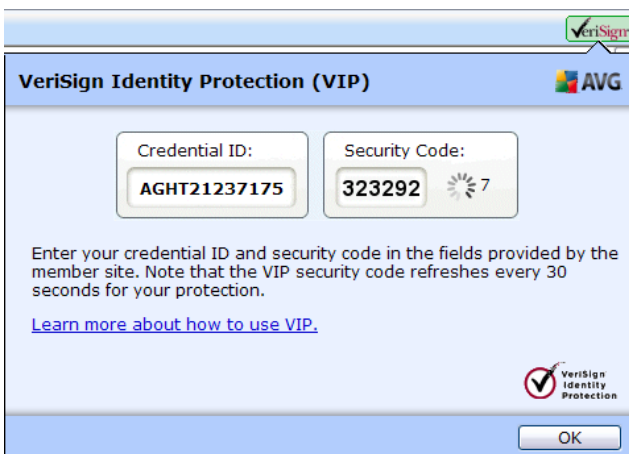 VeriSign
VeriSign Identity Protection (VIP)
AVG
Credential ID:
Security Code:
AGHT21237175
323292
7
Enter your credential ID and security code in the fields provided by the
member site. Note that the VIP security code refreshes every 30
seconds for your protection.
Learn more about how to use VIP.
VeriSign
Identity
Protection
OK